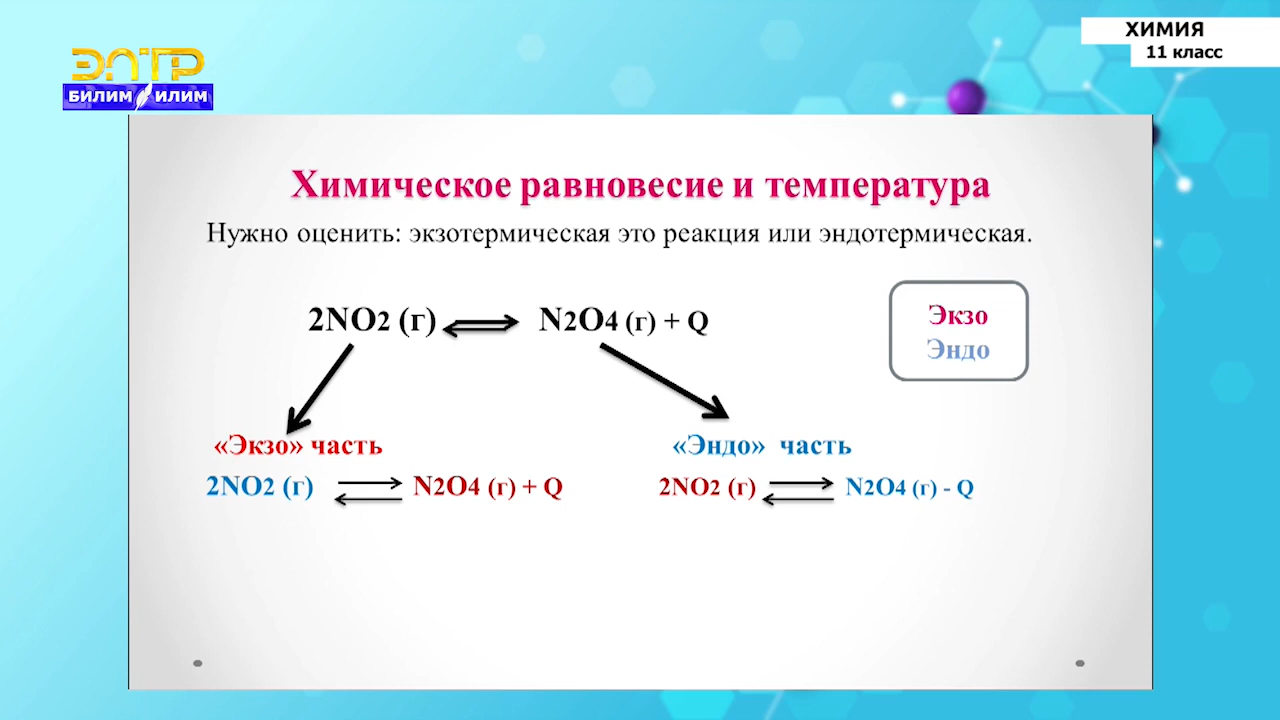 ХИМИЯ
11 класс
ЭЛТР
БИЛИМ ИЛИМ
Химическое равновесие и температура
Нужно оценить: экзотермическая это реакция или эндотермическая.
2NO2 (г) ⇌ N2O4 (г) + Q
Экзо
Эндо
«Экзо» часть
«Эндо» часть
2NO2 (г) ⇌ N2O4 (г) + Q
2NO2 (г) ⇌ N2O4 (г) - Q